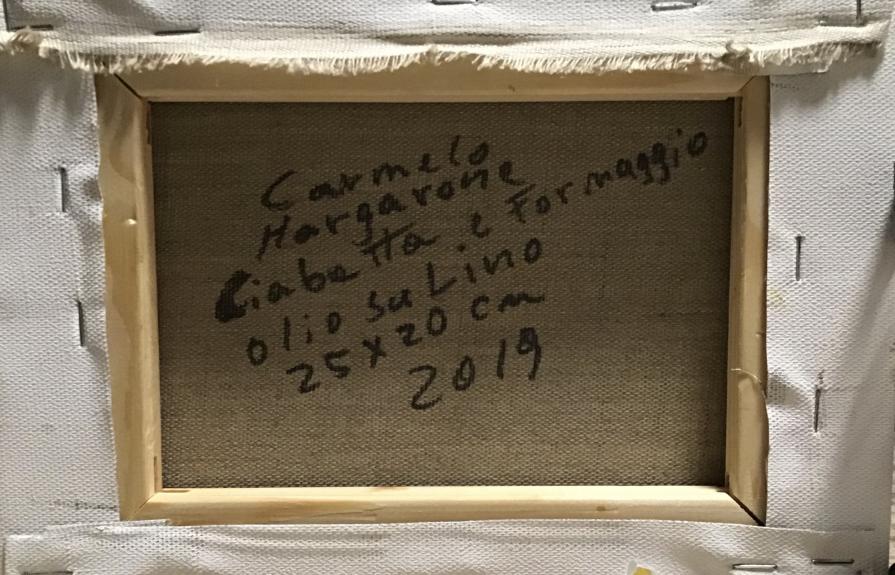 Carmelo
Margarone
Ciabatta e Formaggio
olio su Lino
25x20 cm
2019